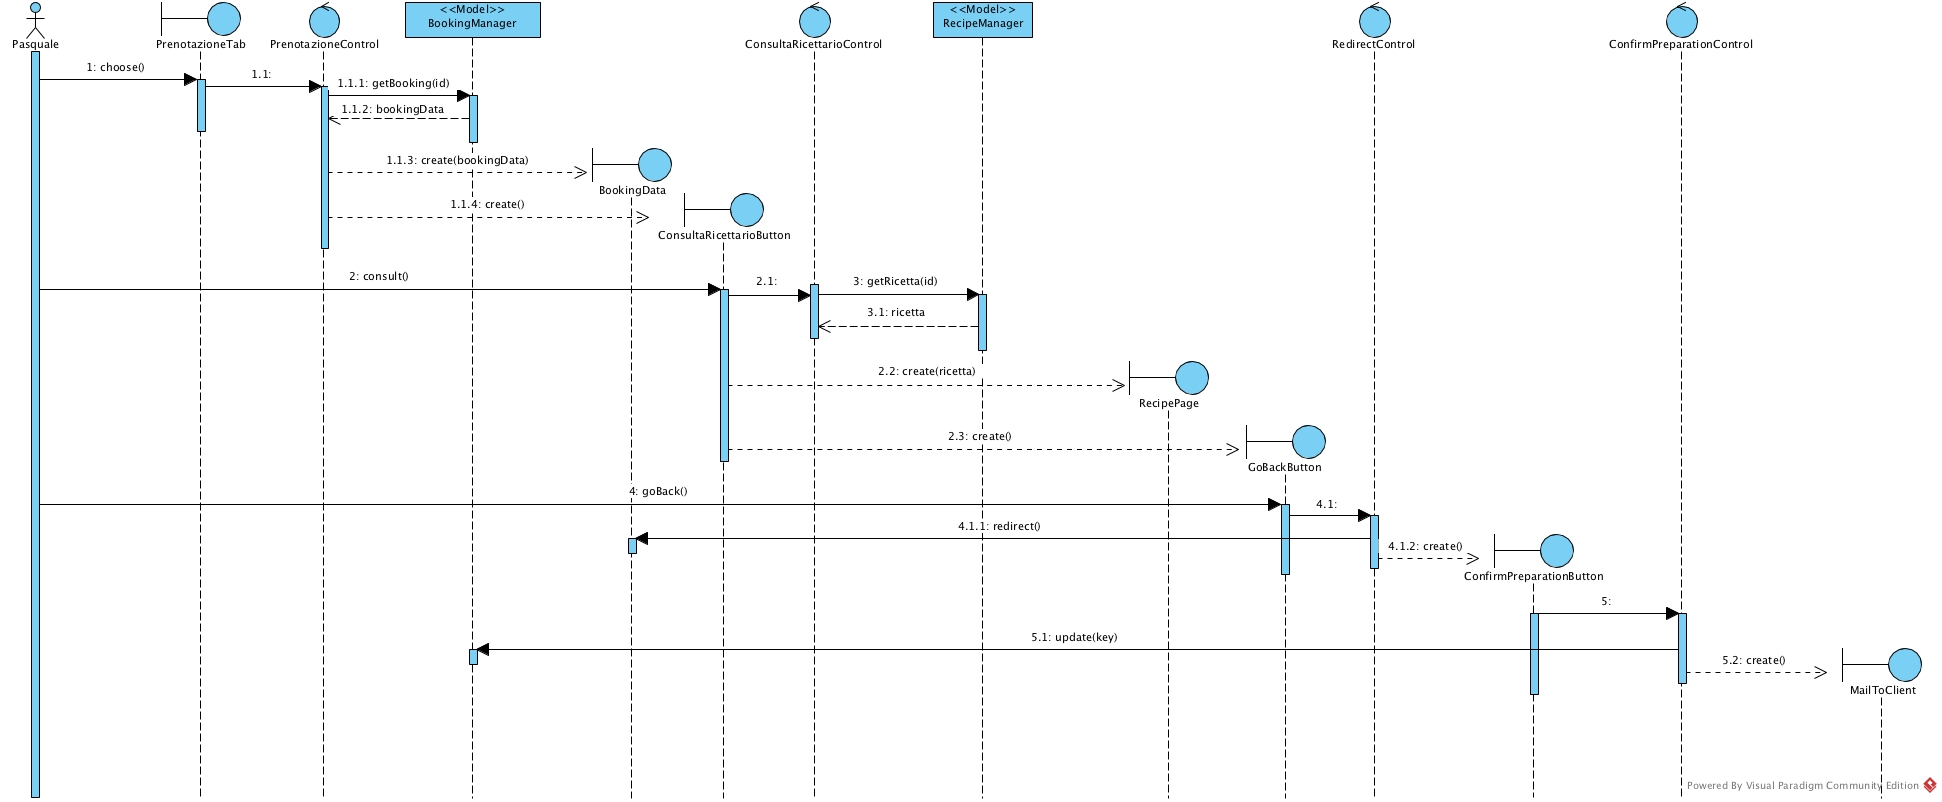 <<Model>>
BookingManager
<<Model>>
RecipeManager
Pasquale
PrenotazioneTab
PrenotazioneControl
ConsultaRicettarioControl
RedirectControl
ConfirmPreparationControl
1: choose()
1.1:
1.1.1: getBooking(id)
1.1.2: bookingData
1.1.3: create(bookingData)
BookingData
1.1.4: create()
ConsultaRicettarioButton
2: consult()
2.1:
3: getRicetta(id)
3.1: ricetta
2.2: create(ricetta)
RecipePage
2.3: create()
GoBackButton
4: goBack()
4.1:
4.1.1: redirect()
4.1.2: create()
ConfirmPreparationButton
5:
5.1: update(key)
5.2: create()
MailToClient
Powered By Visual Paradigm Community Edition